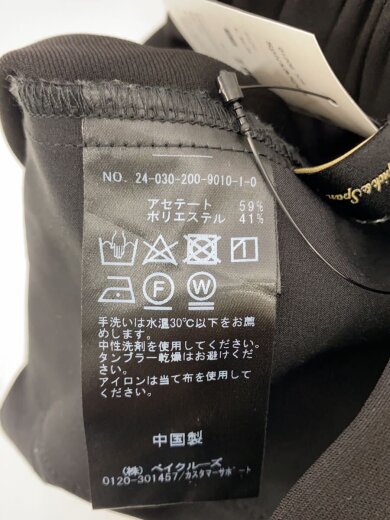 NO. 24-030-200-9010-1-0
アセテート 59%
ポリエステル 41%
F W
手洗いは水温30℃以下をお薦
めします。
中性洗剤を使用してください。
タンブラー乾燥はお避けくださ
い。
アイロンは当て布を使用してく
ださい。
中国製
(株) ベイクルーズ
0120-301457/カスタマーサポート